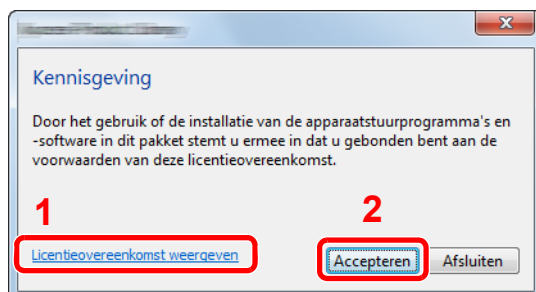 X
Kennisgeving
Door het gebruik of de installatie van de apparaatstuurprogramma's en
-software in dit pakket stemt u ermee in dat u gebonden bent aan de
voorwaarden van deze licentieovereenkomst.
1
2
Licentieovereenkomst weergeven
Accepteren Afsluiten